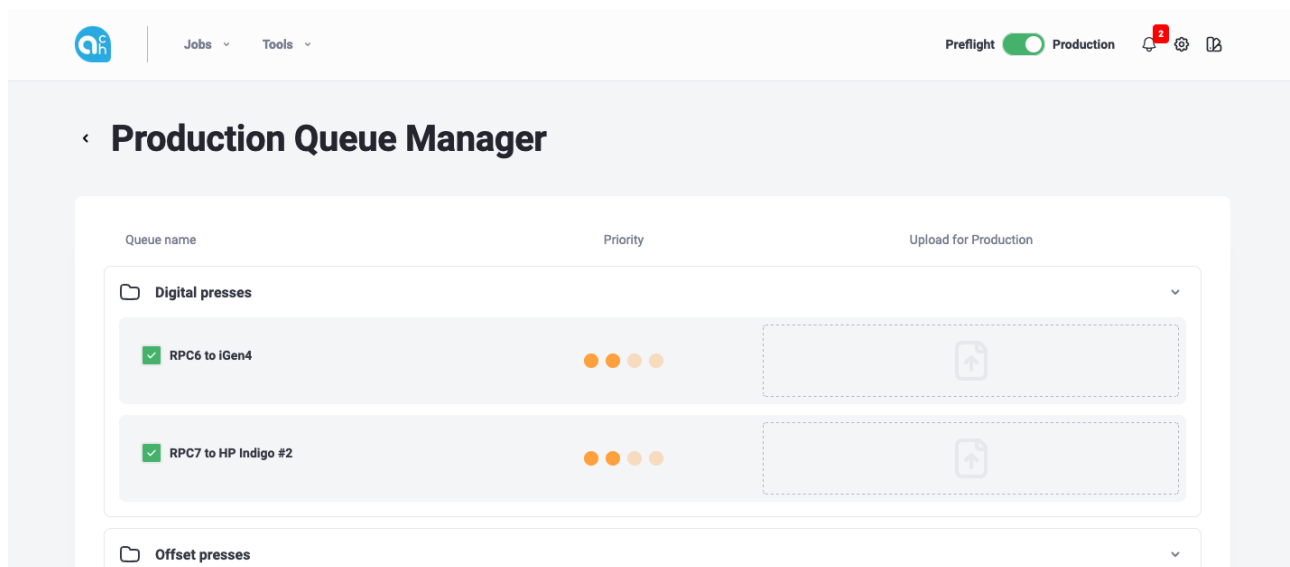 ach
Jobs Tools Preflight Production 2
Production Queue Manager
Queue name Priority Upload for Production
Digital presses
RPC6 to iGen4
RPC7 to HP Indigo #2
Offset presses